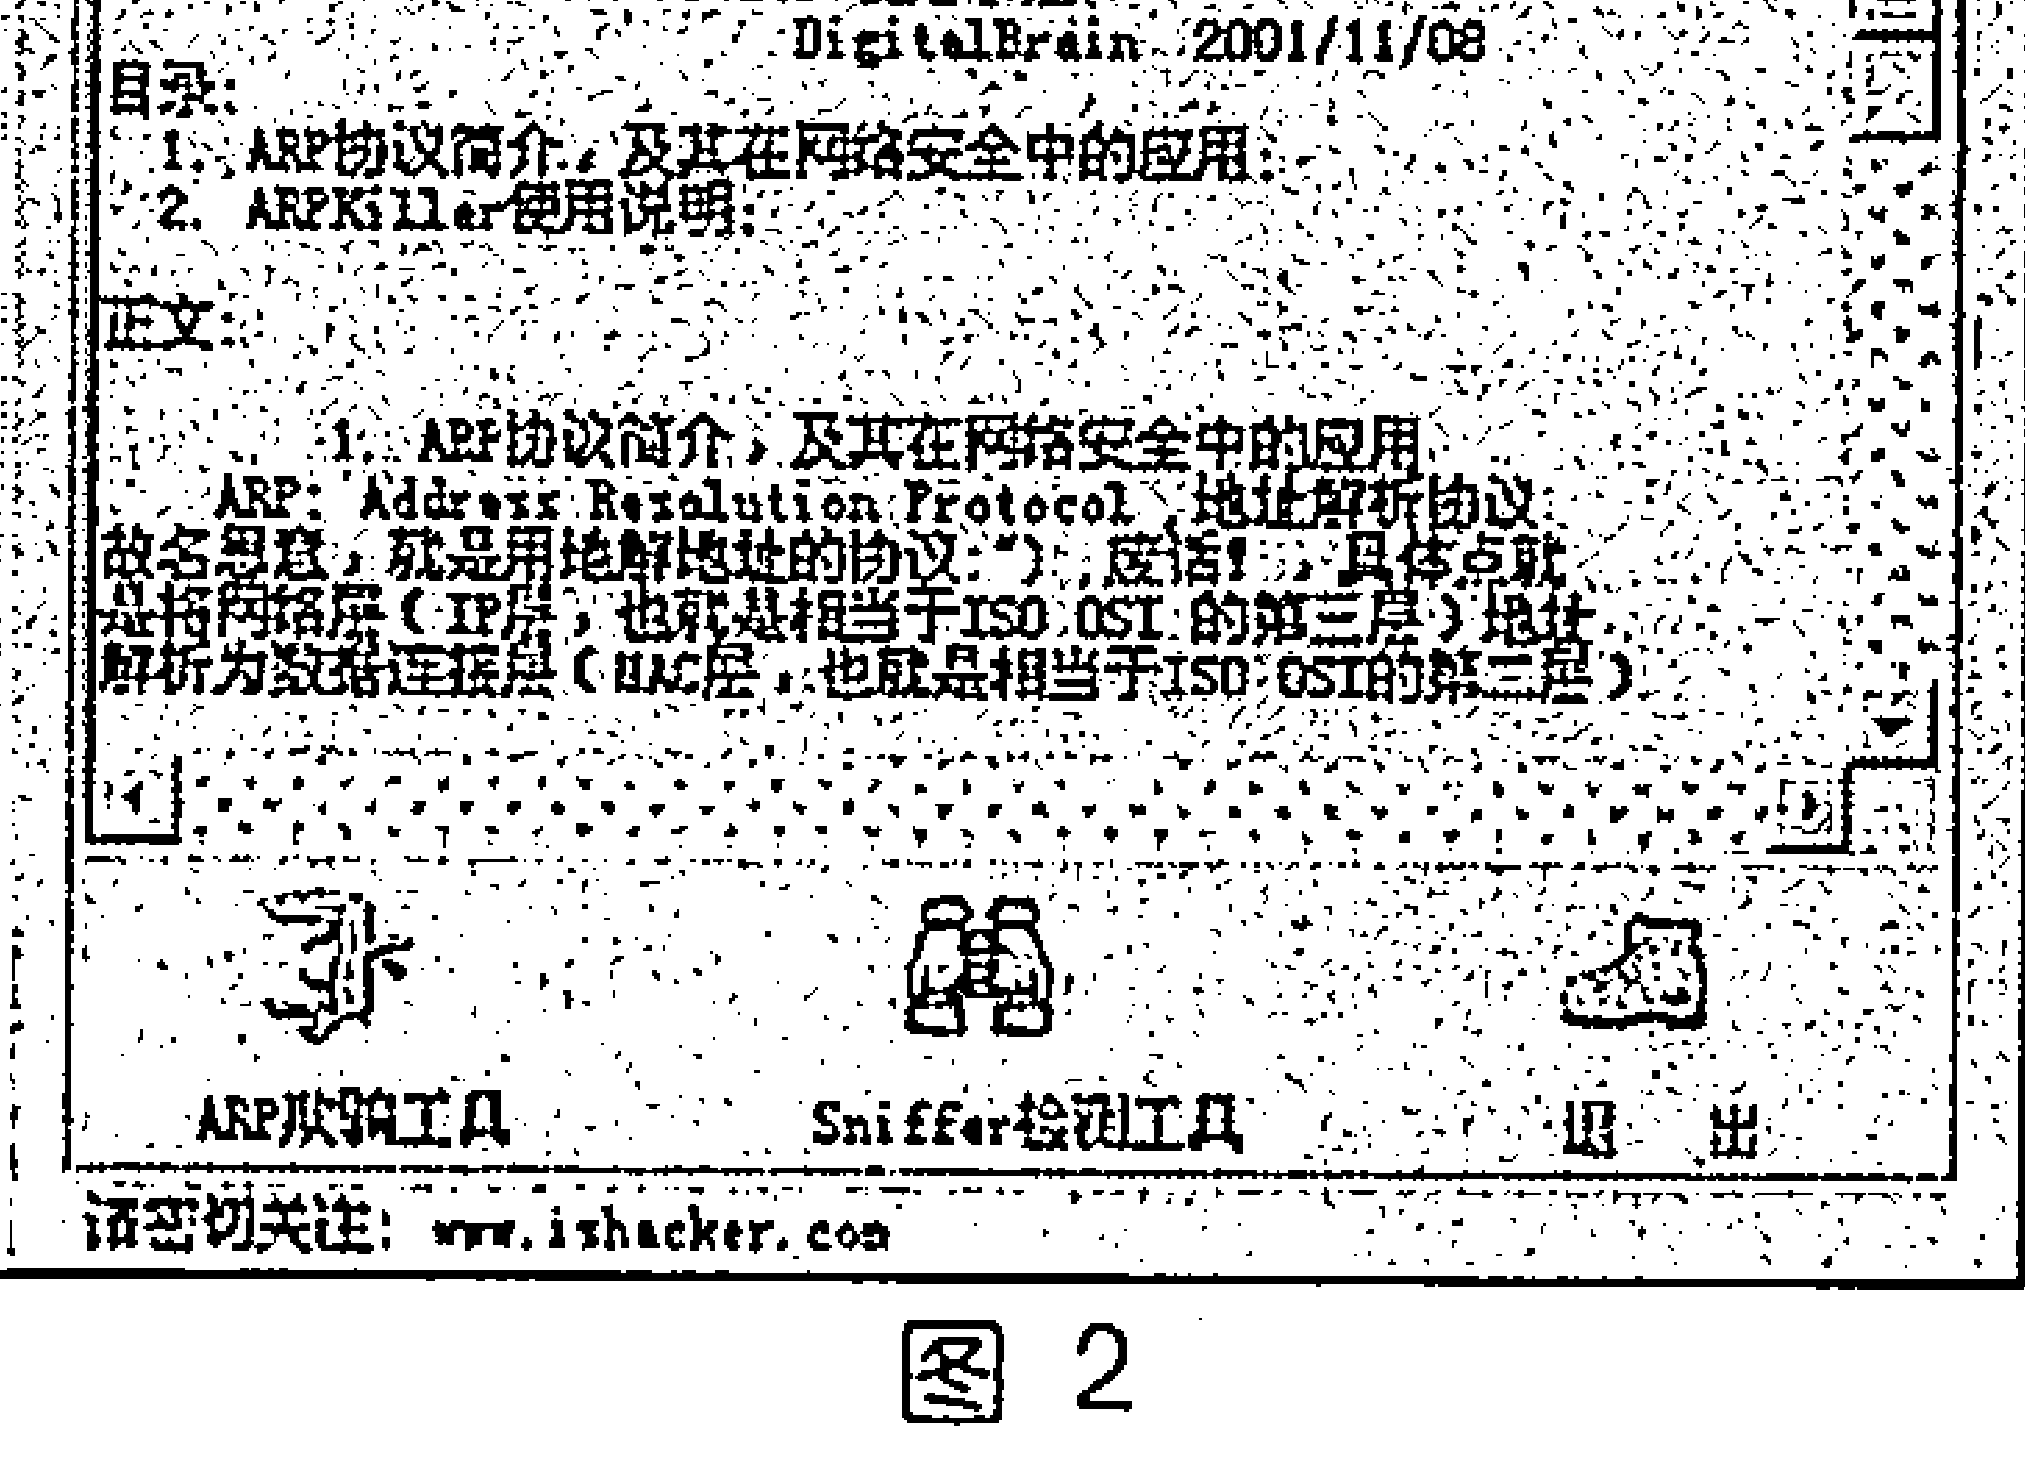 DigitalBrain 2001/11/08
目录:
1. ARP协议简介，及其在网络安全中的应用;
2. ARPKiller使用说明;
正文:
1. ARP协议简介，及其在网络安全中的应用
ARP: Address Resolution Protocol ,地址解析协议
故名思意，就是用地解地址的协议:"),废话!，具体点就
是将网络层(IP层，也就是相当于ISO OSI 的第三层)地址
解析为数据连接层(MAC层，也就是相当于ISO OSI的第二层)
ARP欺骗工具
Sniffer检测工具
退 出
请密切关注: www.ishacker.com
图 2